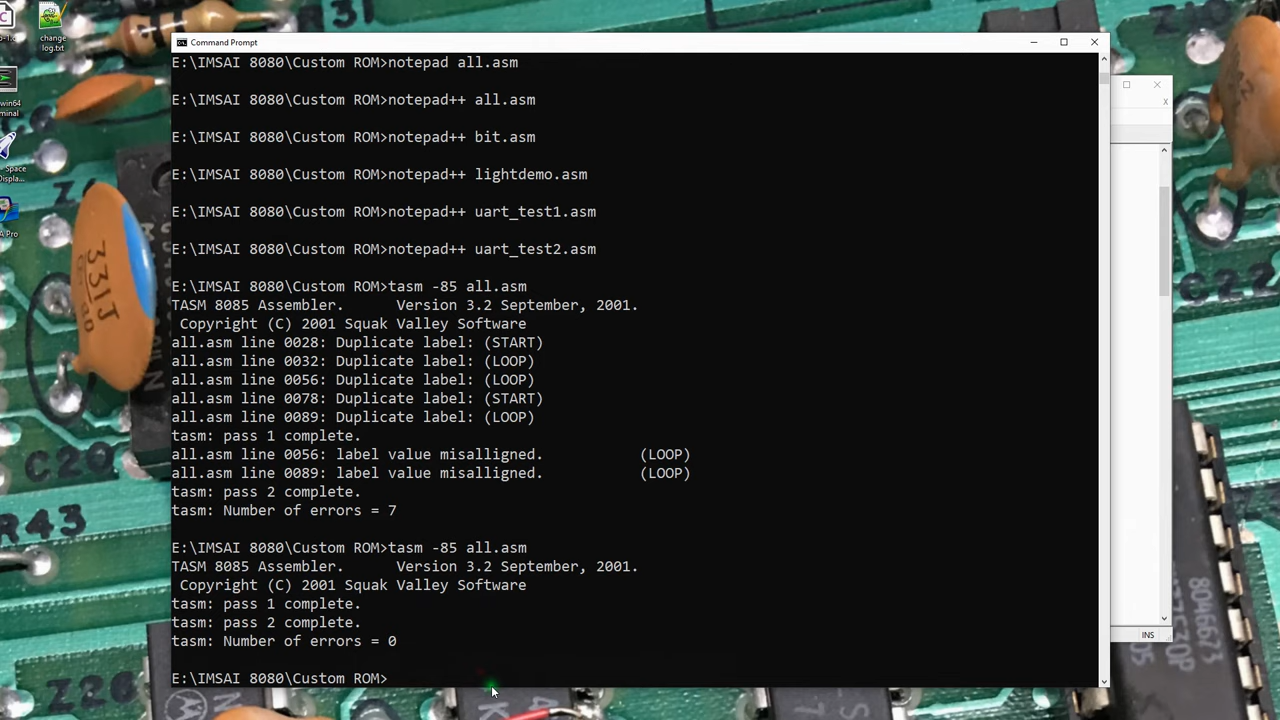 change
log.txt
Command Prompt
E:\IMSAI 8080\Custom ROM>notepad all.asm
E:\IMSAI 8080\Custom ROM>notepad++ all.asm
E:\IMSAI 8080\Custom ROM>notepad++ bit.asm
E:\IMSAI 8080\Custom ROM>notepad++ lightdemo.asm
E:\IMSAI 8080\Custom ROM>notepad++ uart_test1.asm
E:\IMSAI 8080\Custom ROM>notepad++ uart_test2.asm
E:\IMSAI 8080\Custom ROM>tasm -85 all.asm
TASM 8085 Assembler.      Version 3.2 September, 2001.
 Copyright (C) 2001 Squak Valley Software
all.asm line 0028: Duplicate label: (START)
all.asm line 0032: Duplicate label: (LOOP)
all.asm line 0056: Duplicate label: (LOOP)
all.asm line 0078: Duplicate label: (START)
all.asm line 0089: Duplicate label: (LOOP)
tasm: pass 1 complete.
all.asm line 0056: label value misalligned.           (LOOP)
all.asm line 0089: label value misalligned.           (LOOP)
tasm: pass 2 complete.
tasm: Number of errors = 7
E:\IMSAI 8080\Custom ROM>tasm -85 all.asm
TASM 8085 Assembler.      Version 3.2 September, 2001.
 Copyright (C) 2001 Squak Valley Software
tasm: pass 1 complete.
tasm: pass 2 complete.
tasm: Number of errors = 0
E:\IMSAI 8080\Custom ROM>
win64
Space
Displa...
Pro
331J
C20
R43
C22
INS
8046673